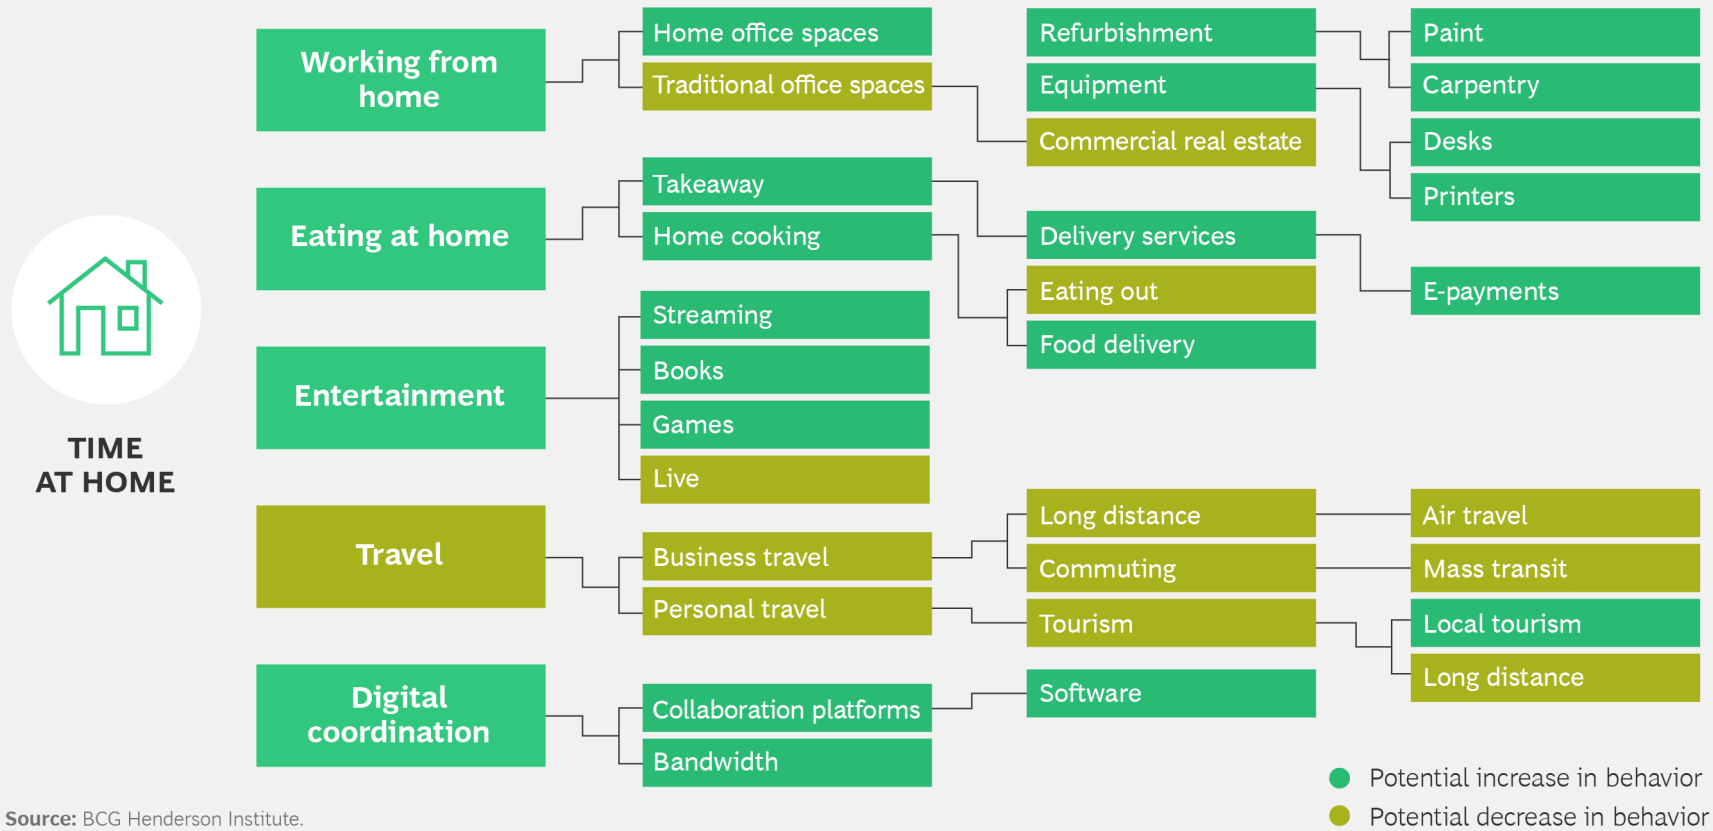 TIME
AT HOME
Working from
home
Home office spaces
Traditional office spaces
Refurbishment
Equipment
Commercial real estate
Paint
Carpentry
Desks
Printers
Eating at home
Takeaway
Home cooking
Delivery services
Eating out
Food delivery
E-payments
Entertainment
Streaming
Books
Games
Live
Travel
Business travel
Personal travel
Long distance
Commuting
Tourism
Air travel
Mass transit
Local tourism
Long distance
Digital
coordination
Collaboration platforms
Bandwidth
Software
Potential increase in behavior
Potential decrease in behavior
Source: BCG Henderson Institute.